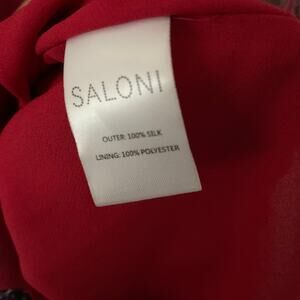 SALONI
OUTER: 100% SILK
LINING: 100% POLYESTER